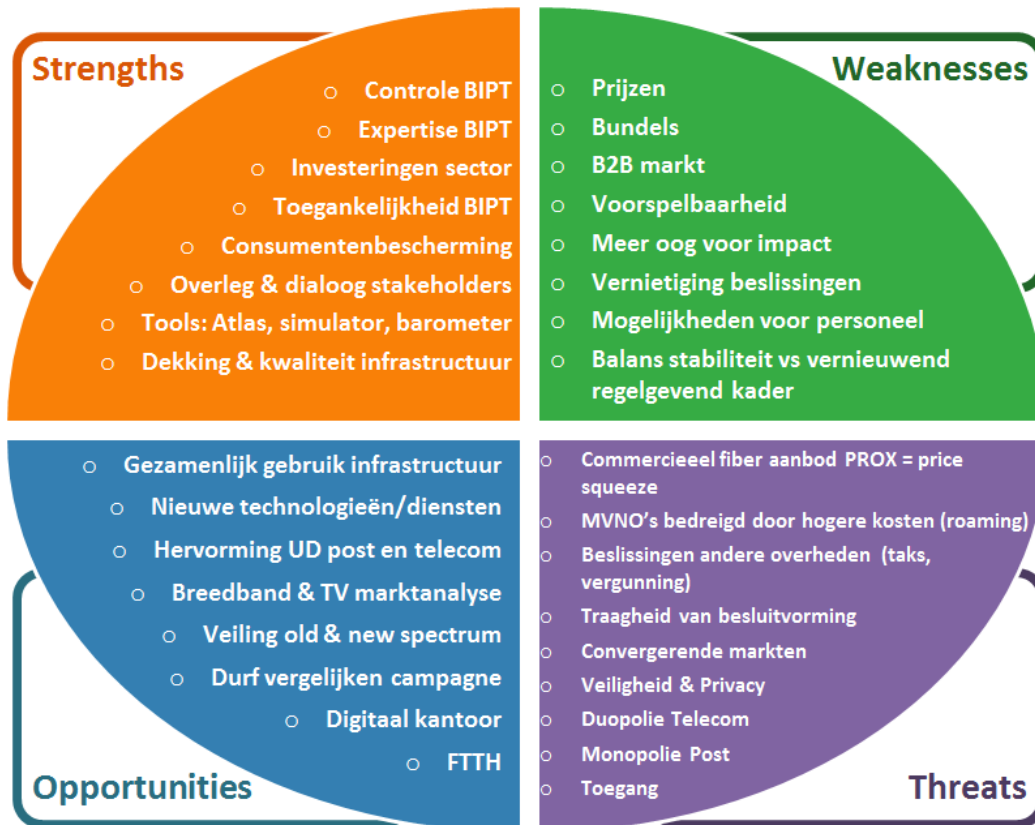 Strengths
Controle BIPT
Expertise BIPT
Investeringen sector
Toegankelijkheid BIPT
Consumentenbescherming
Overleg & dialoog stakeholders
Tools: Atlas, simulator, barometer
Dekking & kwaliteit infrastructuur
Weaknesses
Prijzen
Bundels
B2B markt
Voorspelbaarheid
Meer oog voor impact
Vernietiging beslissingen
Mogelijkheden voor personeel
Balans stabiliteit vs vernieuwend
regelgevend kader
Gezamenlijk gebruik infrastructuur
Nieuwe technologieën/diensten
Hervorming UD post en telecom
Breedband & TV marktanalyse
Veiling old & new spectrum
Durf vergelijken campagne
Digitaal kantoor
FTTH
Opportunities
Commercieeel fiber aanbod PROX = price
squeeze
MVNO's bedreigd door hogere kosten (roaming)
Beslissingen andere overheden (taks,
vergunning)
Traagheid van besluitvorming
Convergerende markten
Veiligheid & Privacy
Duopolie Telecom
Monopolie Post
Toegang
Threats